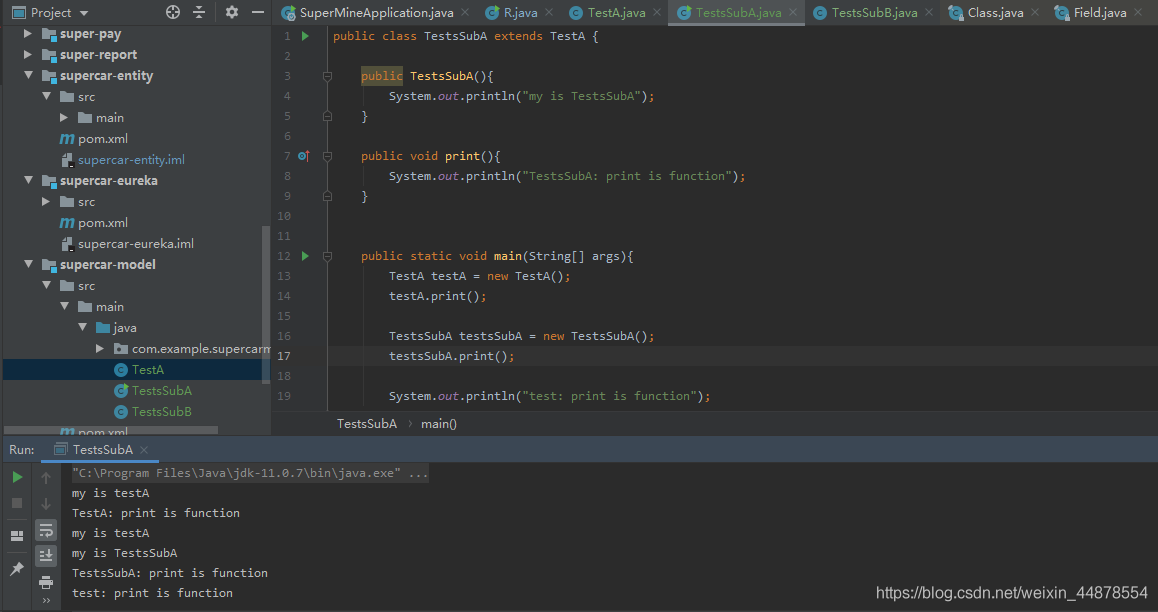 Project
SuperMineApplication.java
R.java
TestA.java
TestsSubA.java
TestsSubB.java
Class.java
Field.java
super-pay
super-report
supercar-entity
src
main
pom.xml
supercar-entity.iml
supercar-eureka
src
pom.xml
supercar-eureka.iml
supercar-model
src
main
java
com.example.supercarm
TestA
TestsSubA
TestsSubB
pom.xml
1 public class TestsSubA extends TestA {
2
3 public TestsSubA(){
4 System.out.println("my is TestsSubA");
5 }
6
7 public void print(){
8 System.out.println("TestsSubA: print is function");
9 }
10
11
12 public static void main(String[] args){
13 TestA testA = new TestA();
14 testA.print();
15
16 TestsSubA testsSubA = new TestsSubA();
17 testsSubA.print();
18
19 System.out.println("test: print is function");
TestsSubA › main()
Run: TestsSubA
"C:\Program Files\Java\jdk-11.0.7\bin\java.exe" ...
my is testA
TestA: print is function
my is testA
my is TestsSubA
TestsSubA: print is function
test: print is function
https://blog.csdn.net/weixin_44878554